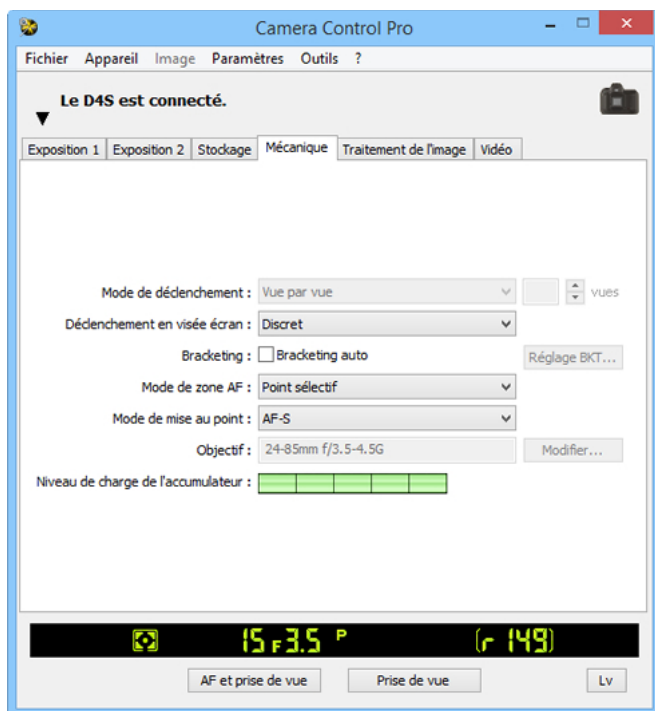 Camera Control Pro
Fichier Appareil Image Paramètres Outils ?
Le D4S est connecté.
Exposition 1 Exposition 2 Stockage Mécanique Traitement de l'image Vidéo
Mode de déclenchement : Vue par vue vues
Déclenchement en visée écran : Discret
Bracketing : Bracketing auto Réglage BKT...
Mode de zone AF : Point sélectif
Mode de mise au point : AF-S
Objectif : 24-85mm f/3.5-4.5G Modifier...
Niveau de charge de l'accumulateur :
15 F3.5 P (r 149)
AF et prise de vue Prise de vue Lv